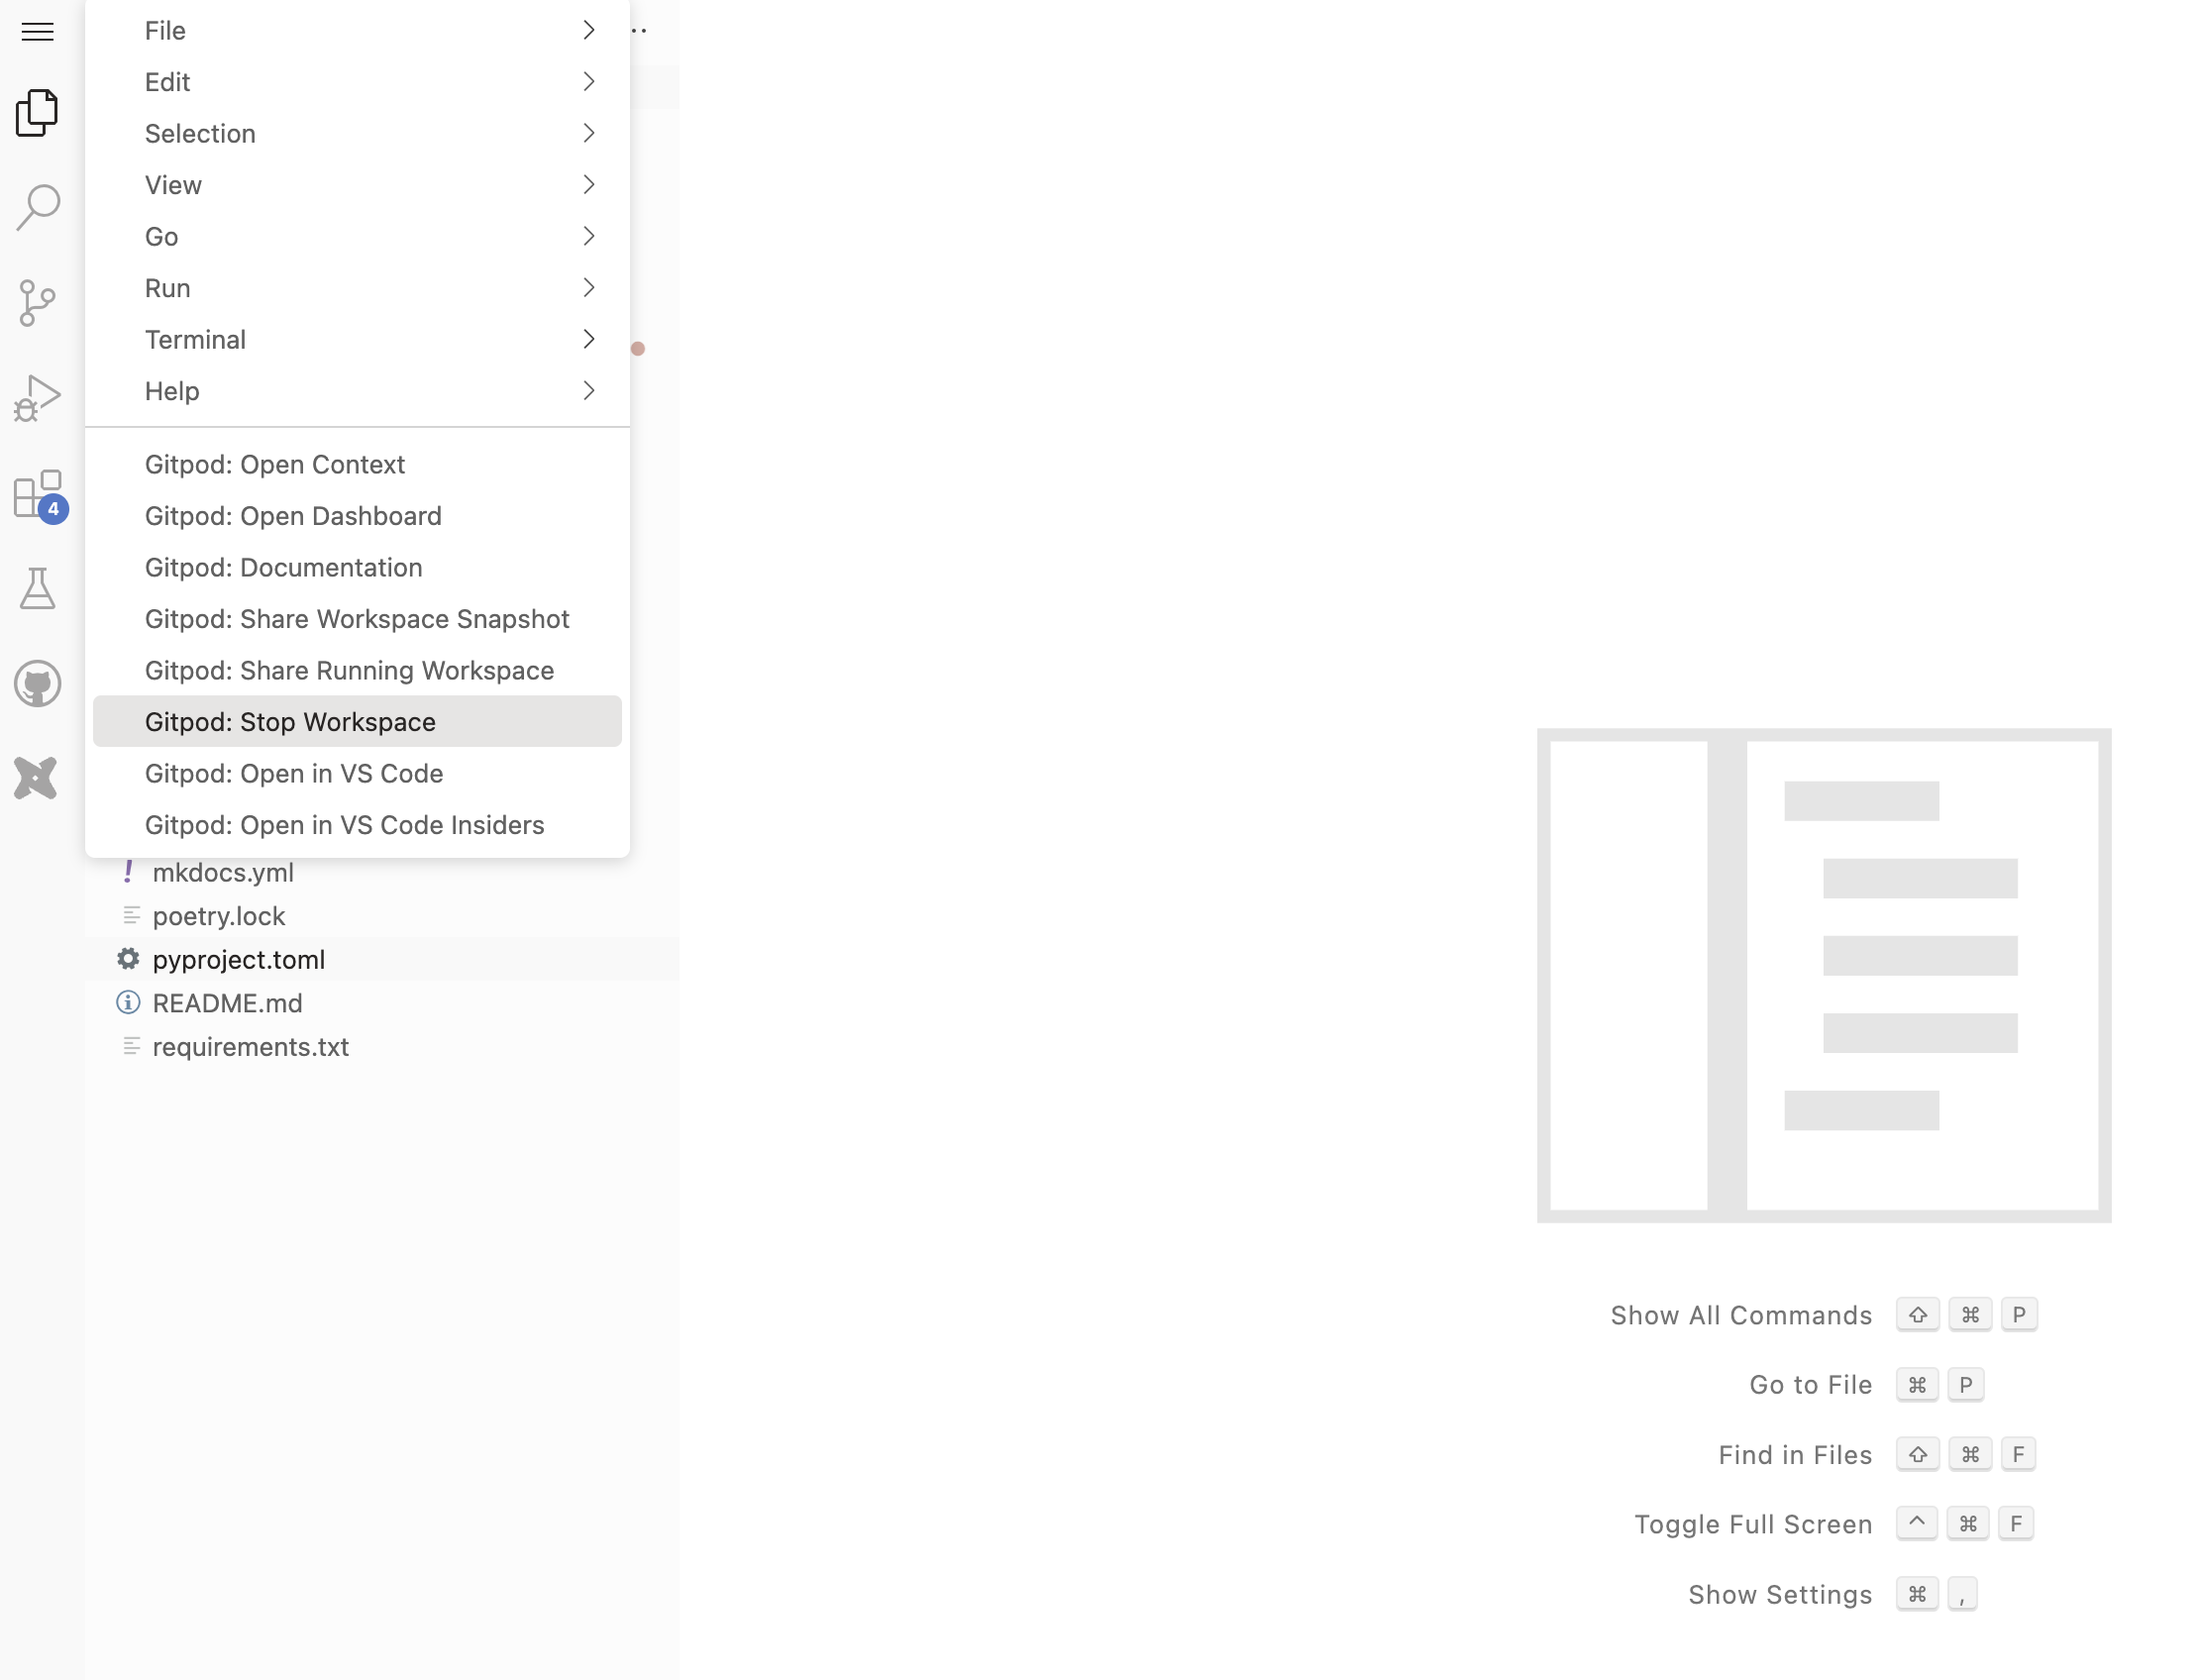 File
Edit
Selection
View
Go
Run
Terminal
Help
Gitpod: Open Context
Gitpod: Open Dashboard
Gitpod: Documentation
Gitpod: Share Workspace Snapshot
Gitpod: Share Running Workspace
Gitpod: Stop Workspace
Gitpod: Open in VS Code
Gitpod: Open in VS Code Insiders
4
mkdocs.yml
poetry.lock
pyproject.toml
README.md
requirements.txt
Show All Commands ⇧ ⌘ P
Go to File ⌘ P
Find in Files ⇧ ⌘ F
Toggle Full Screen ^ ⌘ F
Show Settings ⌘ ,